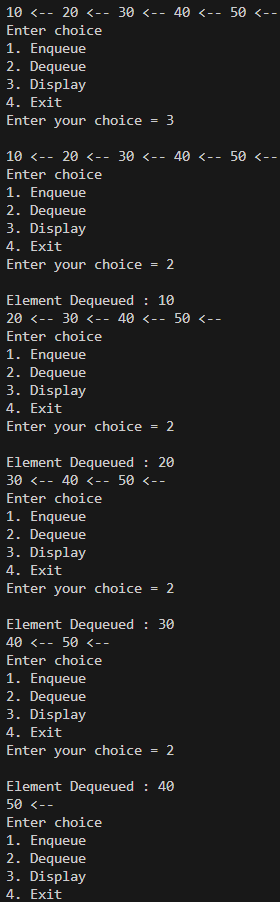 10 <-- 20 <-- 30 <-- 40 <-- 50 <--
Enter choice
1. Enqueue
2. Dequeue
3. Display
4. Exit
Enter your choice = 3

10 <-- 20 <-- 30 <-- 40 <-- 50 <--
Enter choice
1. Enqueue
2. Dequeue
3. Display
4. Exit
Enter your choice = 2

Element Dequeued : 10
20 <-- 30 <-- 40 <-- 50 <--
Enter choice
1. Enqueue
2. Dequeue
3. Display
4. Exit
Enter your choice = 2

Element Dequeued : 20
30 <-- 40 <-- 50 <--
Enter choice
1. Enqueue
2. Dequeue
3. Display
4. Exit
Enter your choice = 2

Element Dequeued : 30
40 <-- 50 <--
Enter choice
1. Enqueue
2. Dequeue
3. Display
4. Exit
Enter your choice = 2

Element Dequeued : 40
50 <--
Enter choice
1. Enqueue
2. Dequeue
3. Display
4. Exit